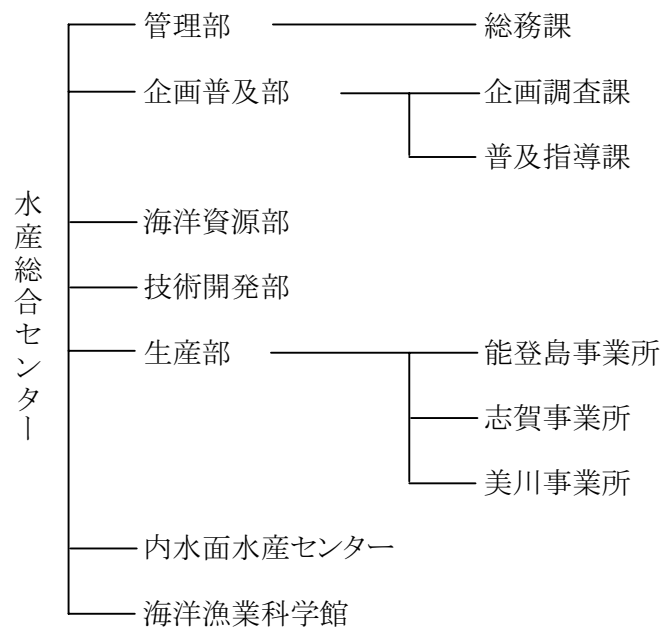 水産総合センター
管理部
総務課
企画普及部
企画調査課
普及指導課
海洋資源部
技術開発部
生産部
能登島事業所
志賀事業所
美川事業所
内水面水産センター
海洋漁業科学館